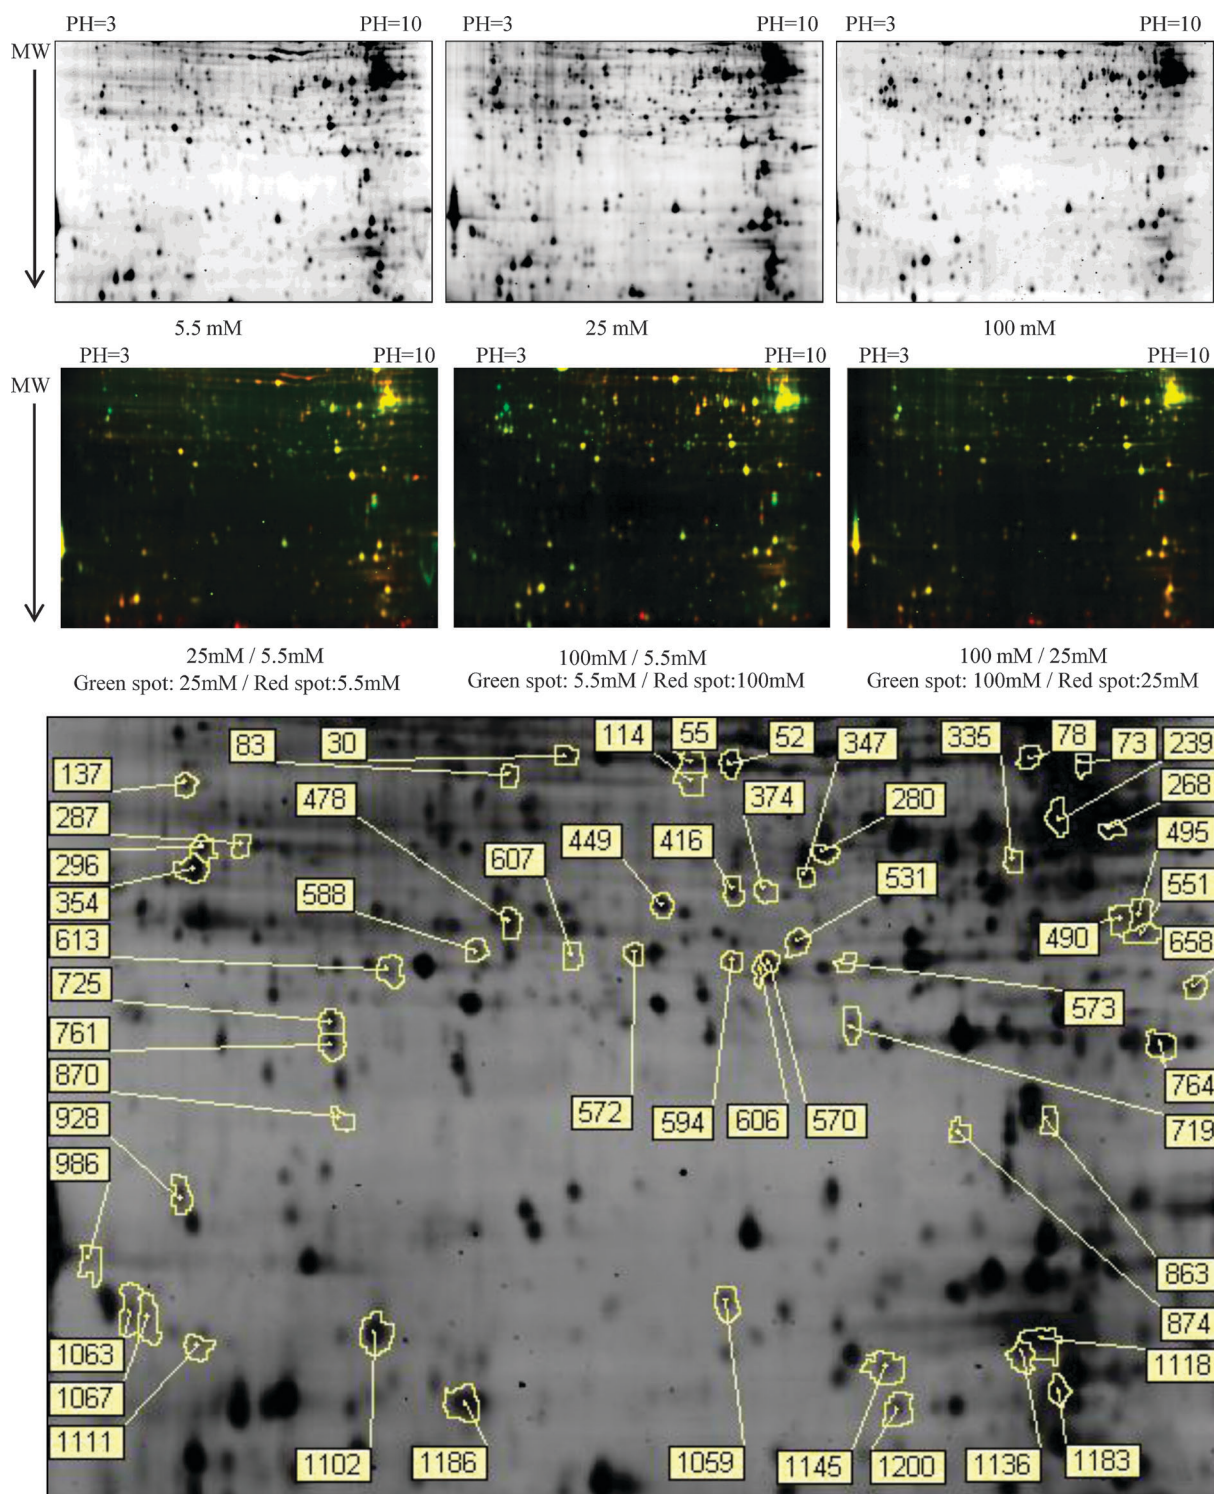 PH=3 PH=10 PH=3 PH=10 PH=3 PH=10
MW
5.5 mM 25 mM 100 mM
PH=3 PH=10 PH=3 PH=10 PH=3 PH=10
MW
25mM / 5.5mM 100mM / 5.5mM 100 mM / 25mM
Green spot: 25mM / Red spot:5.5mM Green spot: 5.5mM / Red spot:100mM Green spot: 100mM / Red spot:25mM
83 30 114 55 52 347 335 78 73 239
137 478 374 280 268
287 607 449 416 495
296 531 551
354 588 490 658
613
725 573
761
870 572 594 606 570 764
928 719
986
863
874
1063 1118
1067
1111 1102 1186 1059 1145 1200 1136 1183